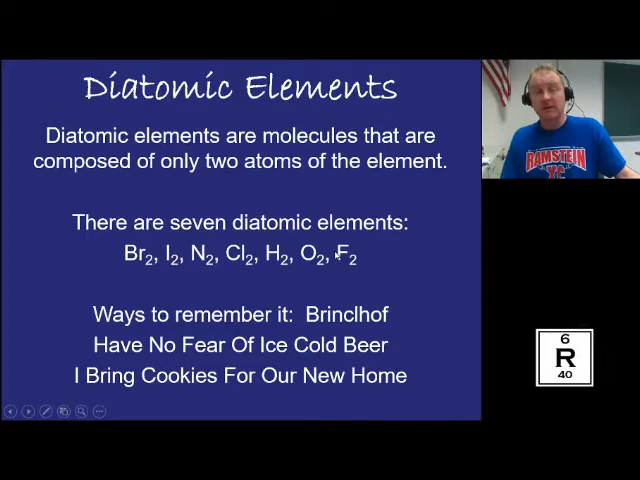 Diatomic Elements
Diatomic elements are molecules that are
composed of only two atoms of the element.
There are seven diatomic elements:
Br₂, I₂, N₂, Cl₂, H₂, O₂, F₂
Ways to remember it: Brinclhof
Have No Fear Of Ice Cold Beer
I Bring Cookies For Our New Home
RAMSTEIN
XC
6
R
40